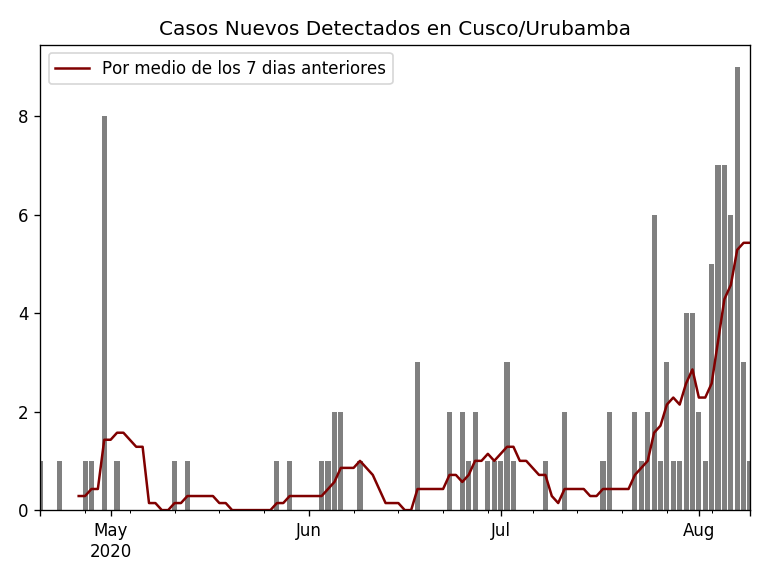 Casos Nuevos Detectados en Cusco/Urubamba
Por medio de los 7 dias anteriores
8
6
4
2
0
May
2020
Jun
Jul
Aug